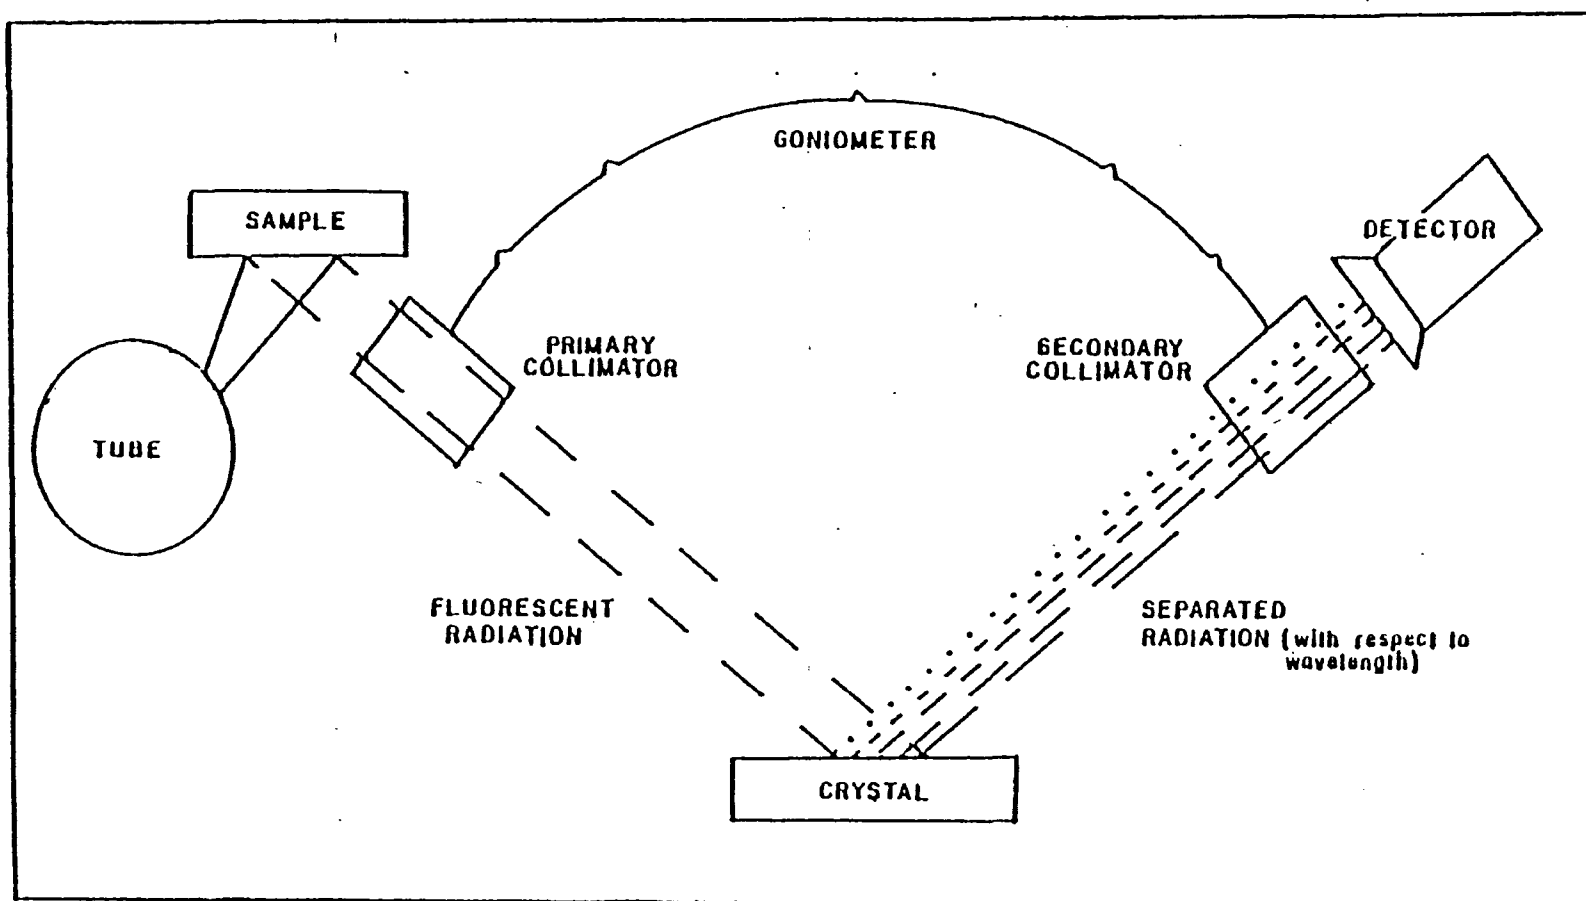 GONIOMETER
SAMPLE
DETECTOR
PRIMARY
COLLIMATOR
SECONDARY
COLLIMATOR
TUBE
FLUORESCENT
RADIATION
SEPARATED
RADIATION (with respect to
wavelength)
CRYSTAL